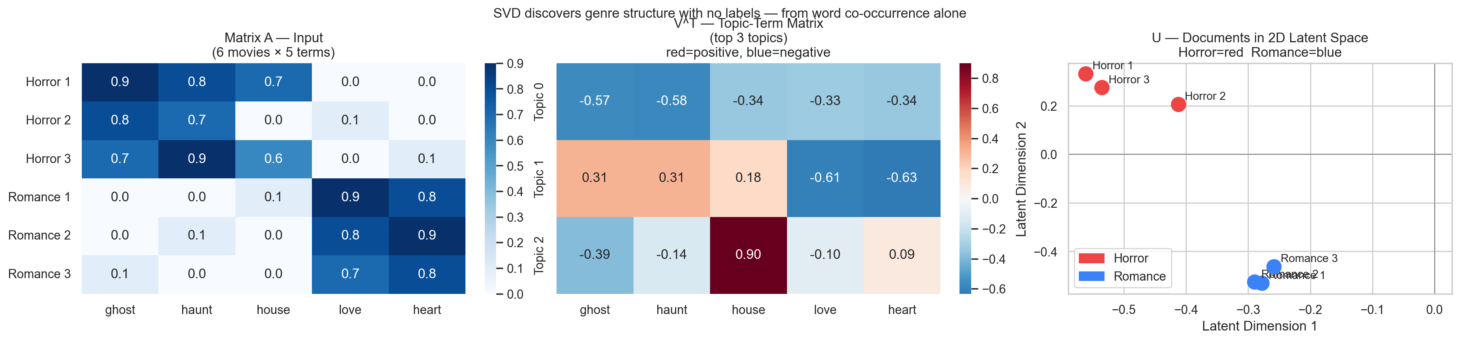 SVD discovers genre structure with no labels — from word co-occurrence alone
Matrix A — Input
(6 movies × 5 terms)
Horror 1
Horror 2
Horror 3
Romance 1
Romance 2
Romance 3
0.9 0.8 0.7 0.0 0.0
0.8 0.7 0.0 0.1 0.0
0.7 0.9 0.6 0.0 0.1
0.0 0.0 0.1 0.9 0.8
0.0 0.1 0.0 0.8 0.9
0.1 0.0 0.0 0.7 0.8
ghost haunt house love heart
0.9
0.8
0.7
0.6
0.5
0.4
0.3
0.2
0.1
0.0
V^T — Topic-Term Matrix
(top 3 topics)
red=positive, blue=negative
Topic 0
Topic 1
Topic 2
-0.57 -0.58 -0.34 -0.33 -0.34
0.31 0.31 0.18 -0.61 -0.63
-0.39 -0.14 0.90 -0.10 0.09
ghost haunt house love heart
0.8
0.6
0.4
0.2
0.0
−0.2
−0.4
−0.6
U — Documents in 2D Latent Space
Horror=red Romance=blue
Latent Dimension 2
0.2
0.0
−0.2
−0.4
Horror 1
Horror 3
Horror 2
Romance 3
Romance 2
Romance 1
Horror
Romance
−0.5 −0.4 −0.3 −0.2 −0.1 0.0
Latent Dimension 1